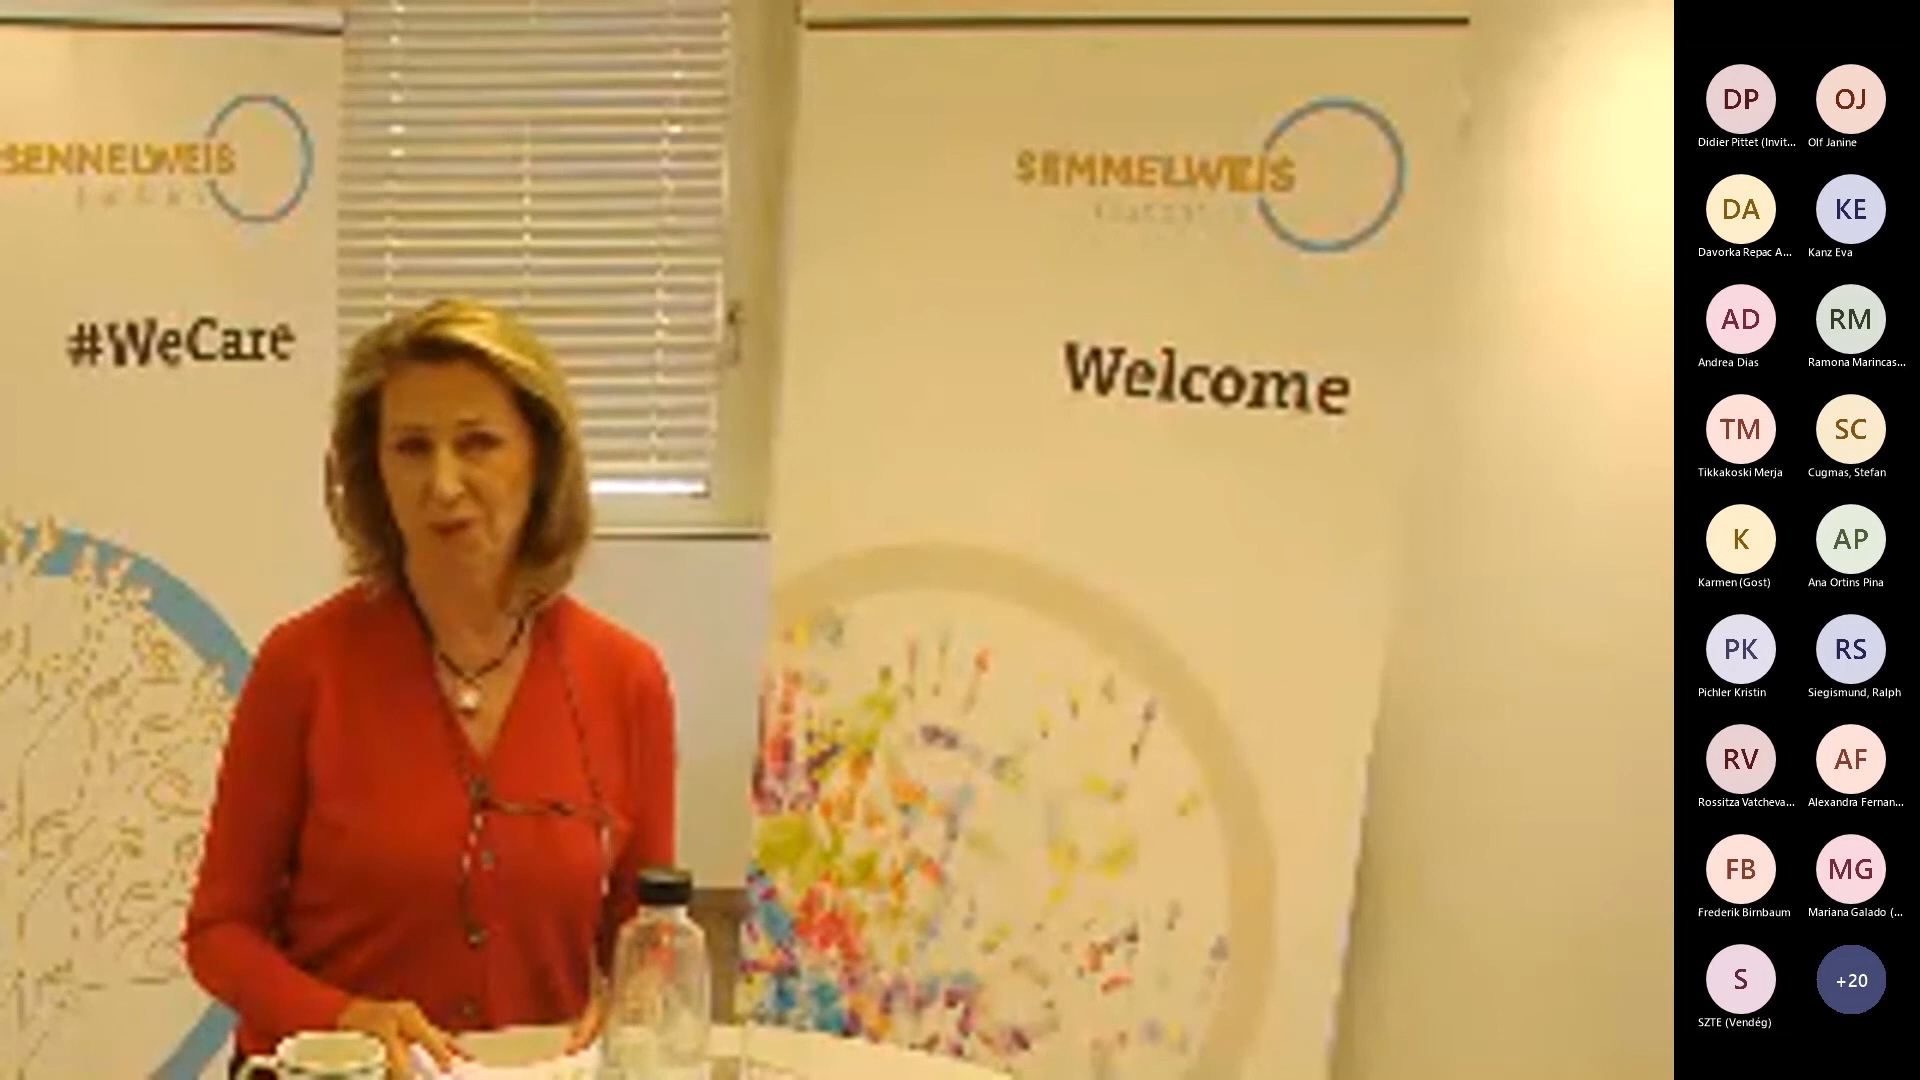 SEMMELWEIS
#WeCare
SEMMELWEIS
Welcome
DP
Didier Pittet (Invit...
OJ
Olf Janine
DA
Davorka Repac A...
KE
Kanz Eva
AD
Andrea Dias
RM
Ramona Marincas...
TM
Tikkakoski Merja
SC
Cugmas, Stefan
K
Karmen (Gost)
AP
Ana Ortins Pina
PK
Pichler Kristin
RS
Siegismund, Ralph
RV
Rossitza Vatcheva...
AF
Alexandra Fernan...
FB
Frederik Birnbaum
MG
Mariana Galado (...
S
SZTE (Vendég)
+20